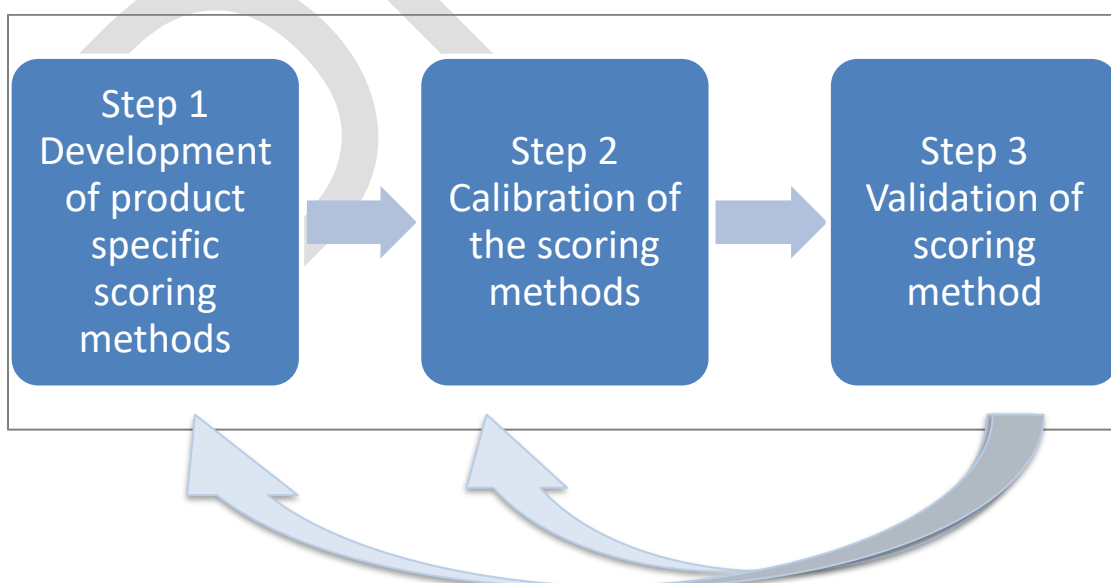 Step 1
Development
of product
specific
scoring
methods
Step 2
Calibration of
the scoring
methods
Step 3
Validation of
scoring
method